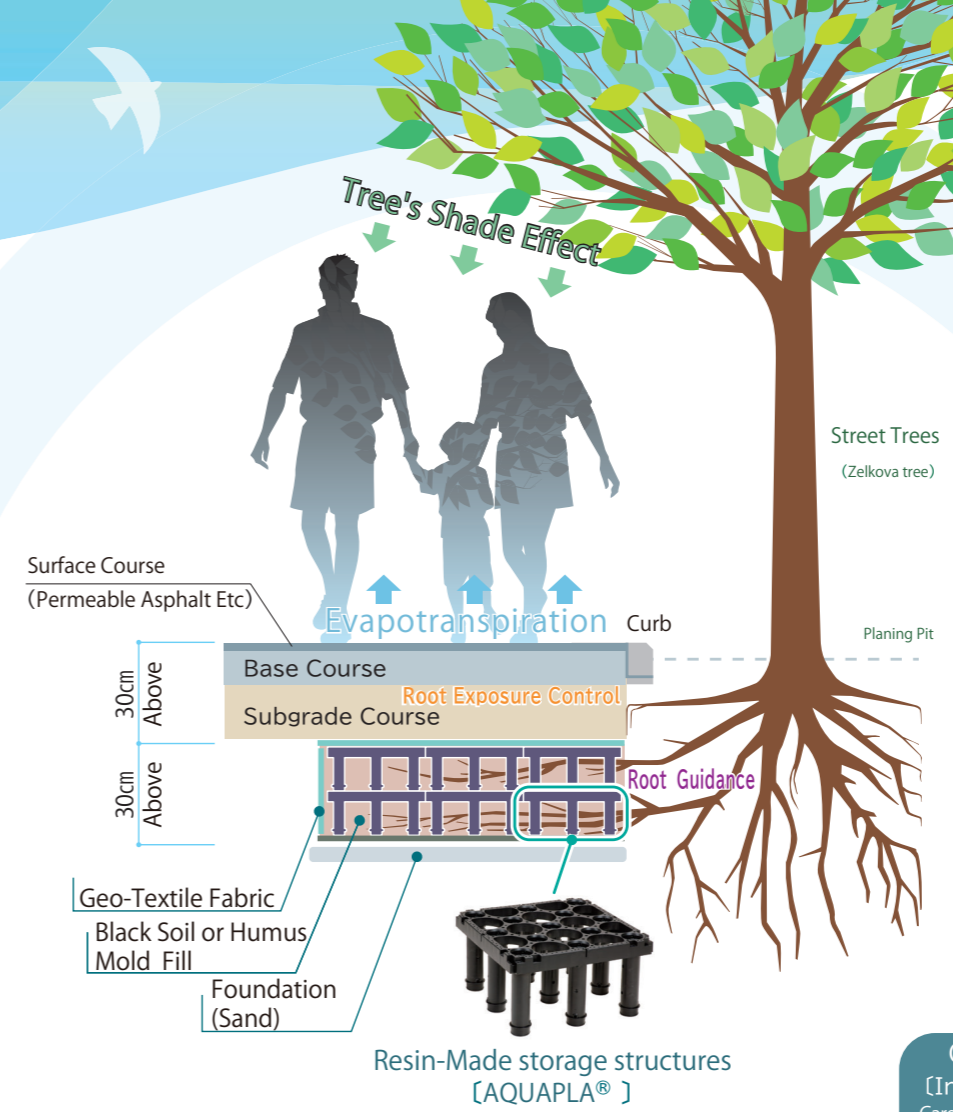 Tree's Shade Effect
Street Trees
(Zelkova tree)
Surface Course
(Permeable Asphalt Etc)
Evapotranspiration
Curb
Planing Pit
Base Course
Root Exposure Control
Subgrade Course
30cm
Above
30cm
Above
Root Guidance
Geo-Textile Fabric
Black Soil or Humus
Mold Fill
Foundation
(Sand)
Resin-Made storage structures
〔AQUAPLA® 〕